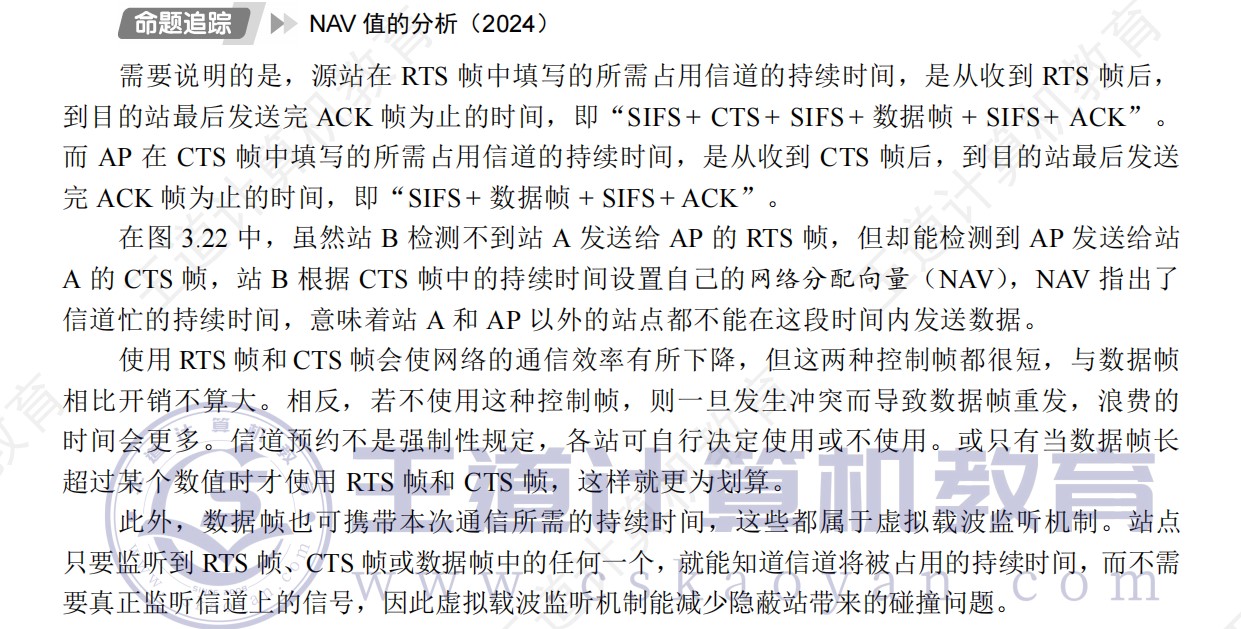 命题追踪 NAV 值的分析（2024）
需要说明的是，源站在 RTS 帧中填写的所需占用信道的持续时间，是从收到 RTS 帧后，
到目的站最后发送完 ACK 帧为止的时间，即“SIFS + CTS + SIFS + 数据帧 + SIFS + ACK”。
而 AP 在 CTS 帧中填写的所需占用信道的持续时间，是从收到 CTS 帧后，到目的站最后发送
完 ACK 帧为止的时间，即“SIFS + 数据帧 + SIFS + ACK”。
在图 3.22 中，虽然站 B 检测不到站 A 发送给 AP 的 RTS 帧，但却能检测到 AP 发送给站
A 的 CTS 帧，站 B 根据 CTS 帧中的持续时间设置自己的网络分配向量（NAV），NAV 指出了
信道忙的持续时间，意味着站 A 和 AP 以外的站点都不能在这段时间内发送数据。
使用 RTS 帧和 CTS 帧会使网络的通信效率有所下降，但这两种控制帧都很短，与数据帧
相比开销不算大。相反，若不使用这种控制帧，则一旦发生冲突而导致数据帧重发，浪费的
时间会更多。信道预约不是强制性规定，各站可自行决定使用或不使用。或只有当数据帧长
超过某个数值时才使用 RTS 帧和 CTS 帧，这样就更为划算。
此外，数据帧也可携带本次通信所需的持续时间，这些都属于虚拟载波监听机制。站点
只要监听到 RTS 帧、CTS 帧或数据帧中的任何一个，就能知道信道将被占用的持续时间，而不需
要真正监听信道上的信号，因此虚拟载波监听机制能减少隐蔽站带来的碰撞问题。
王道计算机教育
www.cskaoyan.com